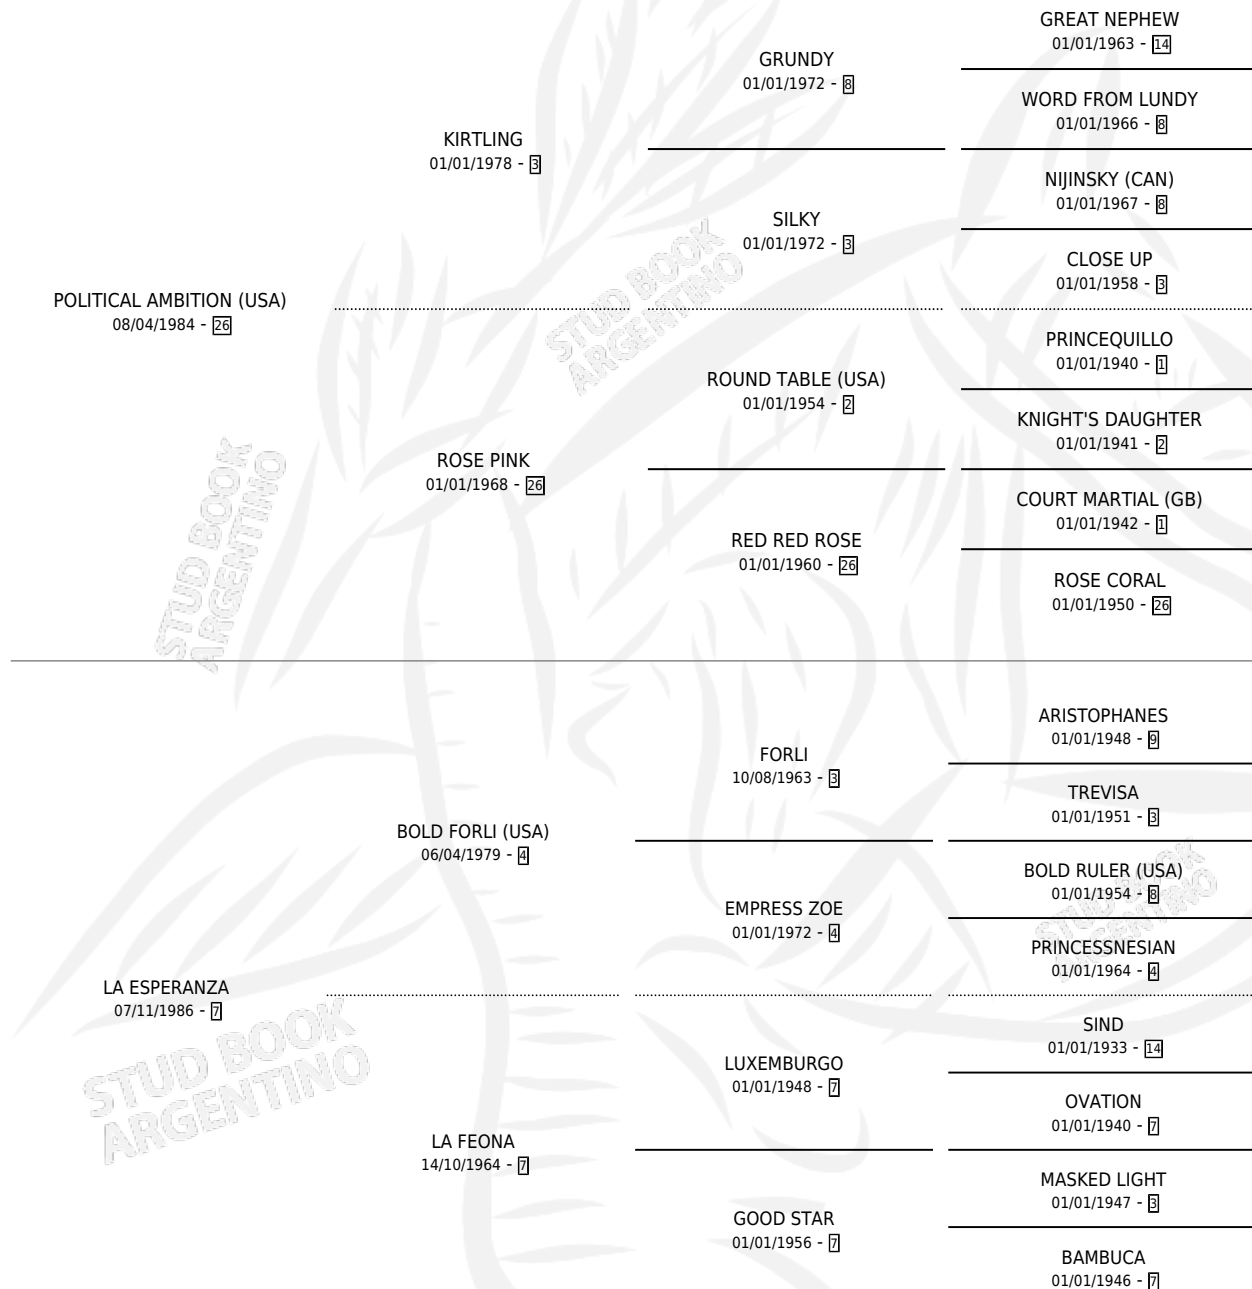 GREAT NEPHEW
01/01/1963 - 14
GRUNDY
01/01/1972 - 8
WORD FROM LUNDY
01/01/1966 - 8
KIRTLING
01/01/1978 - 3
NIJINSKY (CAN)
01/01/1967 - 8
SILKY
01/01/1972 - 3
CLOSE UP
01/01/1958 - 3
POLITICAL AMBITION (USA)
08/04/1984 - 26
PRINCEQUILLO
01/01/1940 - 1
ROUND TABLE (USA)
01/01/1954 - 2
KNIGHT'S DAUGHTER
01/01/1941 - 2
ROSE PINK
01/01/1968 - 26
COURT MARTIAL (GB)
01/01/1942 - 1
RED RED ROSE
01/01/1960 - 26
ROSE CORAL
01/01/1950 - 26
ARISTOPHANES
01/01/1948 - 9
FORLI
10/08/1963 - 3
TREVISA
01/01/1951 - 3
BOLD FORLI (USA)
06/04/1979 - 4
BOLD RULER (USA)
01/01/1954 - 8
EMPRESS ZOE
01/01/1972 - 4
PRINCESSNESIAN
01/01/1964 - 4
LA ESPERANZA
07/11/1986 - 7
SIND
01/01/1933 - 14
LUXEMBURGO
01/01/1948 - 7
OVATION
01/01/1940 - 7
LA FEONA
14/10/1964 - 7
MASKED LIGHT
01/01/1947 - 3
GOOD STAR
01/01/1956 - 7
BAMBUCA
01/01/1946 - 7
STUD BOOK
ARGENTINO
STUD BOOK
ARGENTINO
STUD BOOK
ARGENTINO
STUD BOOK
ARGENTINO